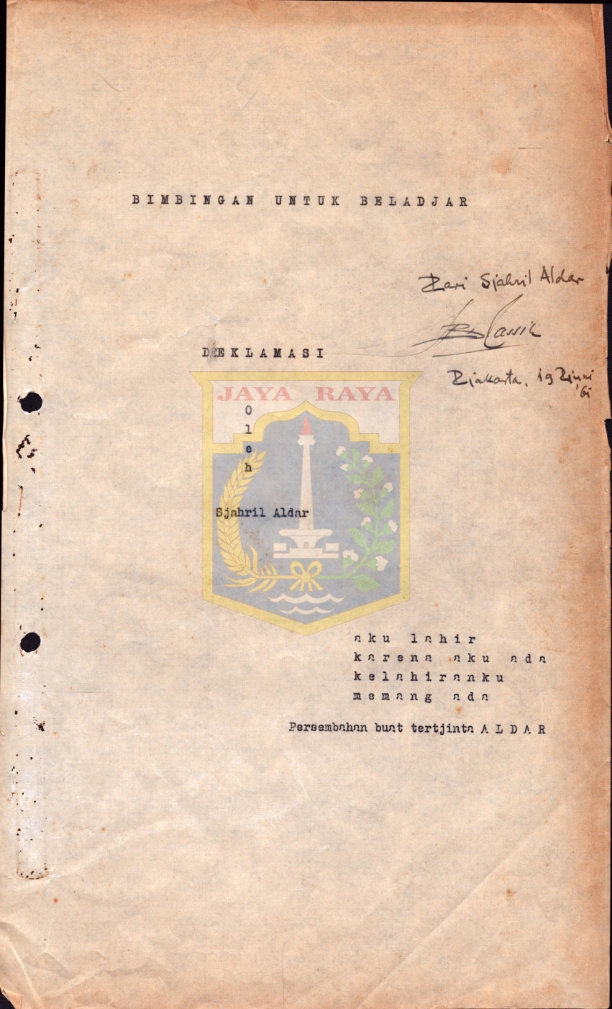 BIMBINGAN UNTUK BELADJAR
Dari Sjahril Aldar
Djakarta, 19 Djuni
'61
DEKLAMASI
JAYA RAYA
O
l
e
h
Sjahril Aldar
aku lahir
karena aku ada
kelahiranku
memang ada
Persembahan buat tertjinta ALDAR